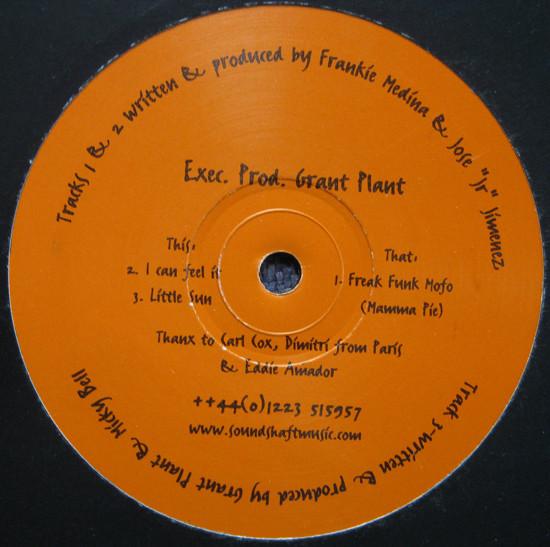 Tracks 1 & 2 written & produced by Frankie Medina & Jose "Jr" Jimenez
Exec. Prod. Grant Plant
This:
2. I can feel it
3. Little Sun
That:
1. Freak Funk Mofo
(Mamma Pie)
Thanx to Carl Cox, Dimitri from Paris
& Eddie Amador
++44(0)1223 515957
www.soundshaftmusic.com
Track 3-written & produced by Grant Plant & Micky Bell